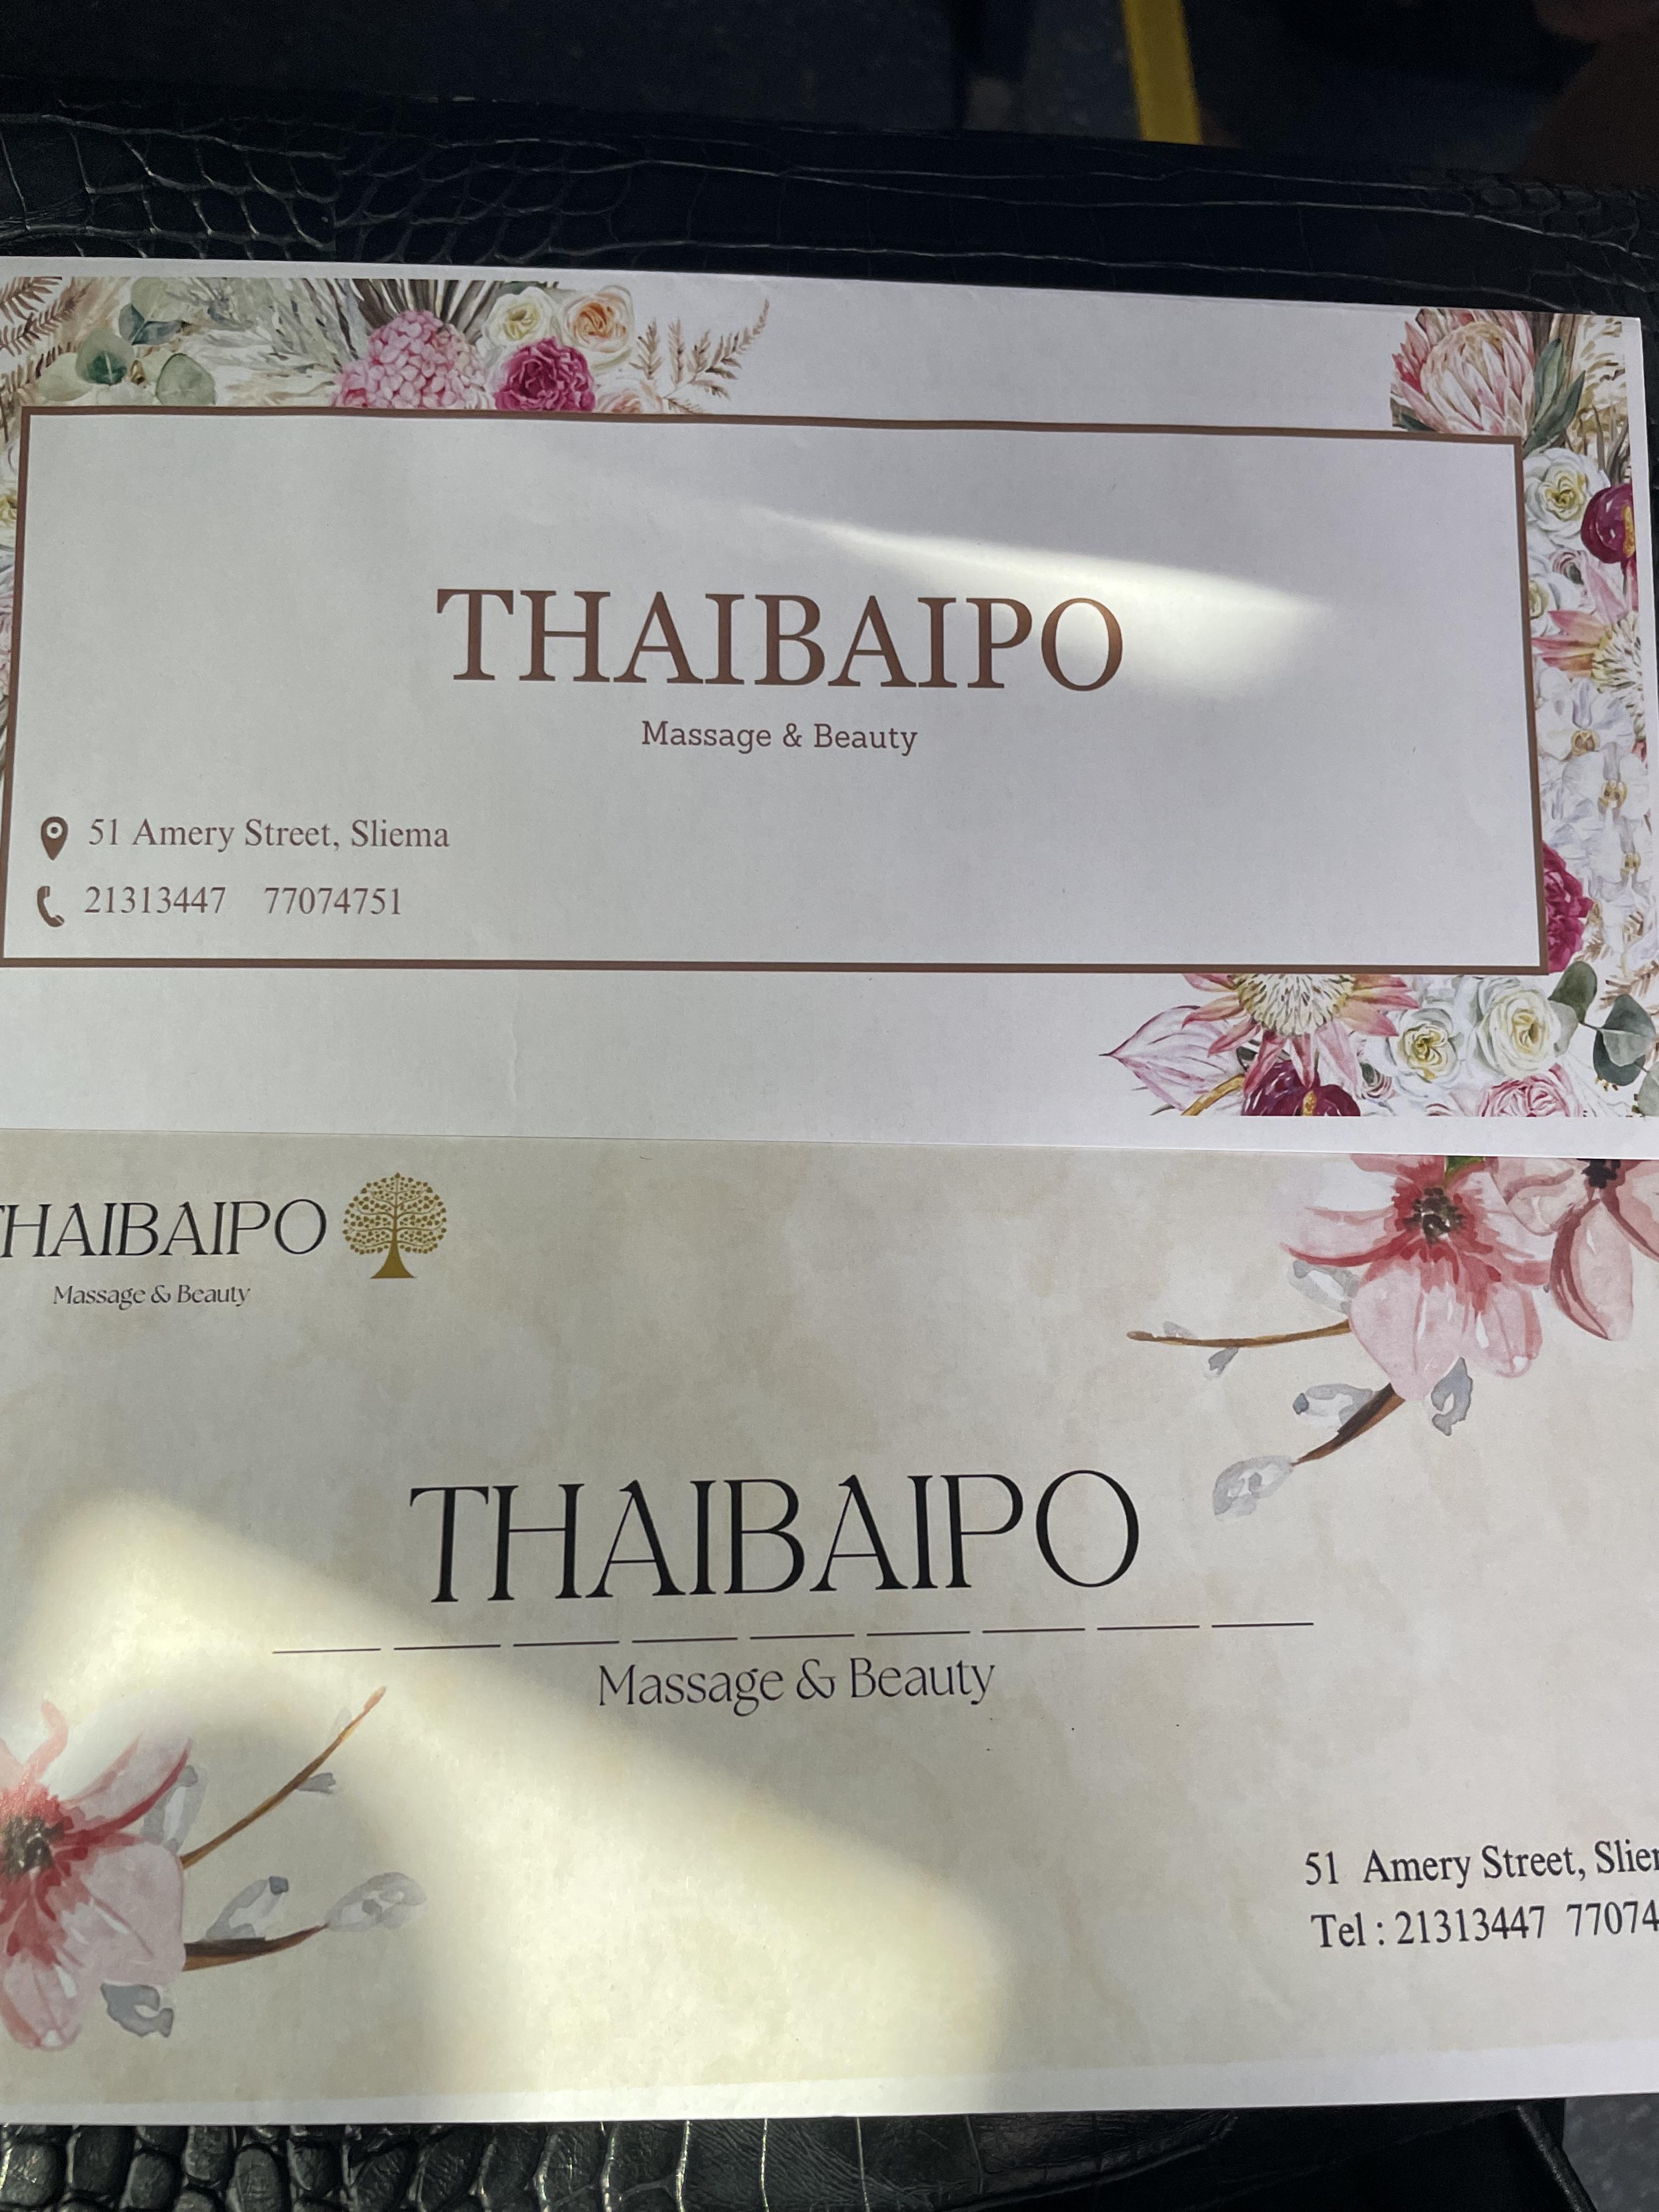 THAIBAIPO
Massage & Beauty
51 Amery Street, Sliema
21313447 77074751
THAIBAIPO
Massage & Beauty
THAIBAIPO
Massage & Beauty
51 Amery Street,
Tel : 21313447